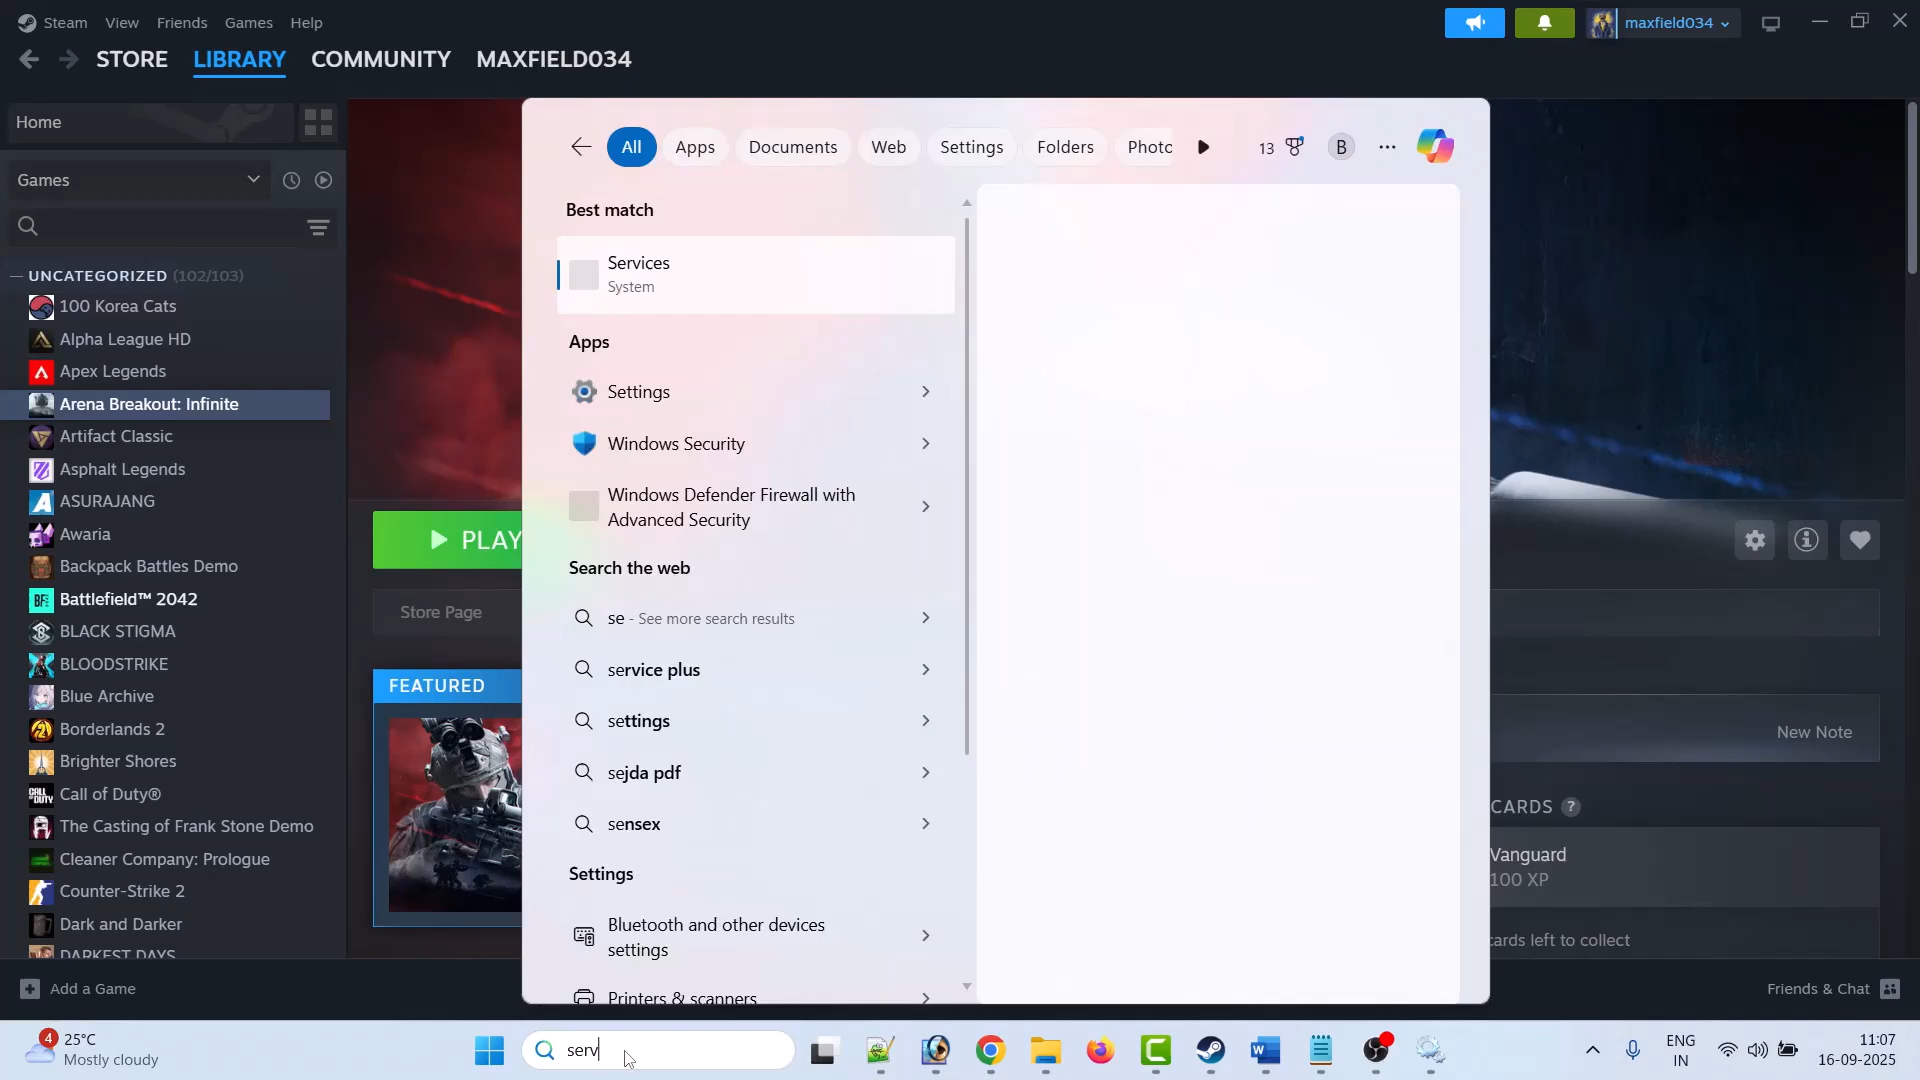 Steam View Friends Games Help
maxfield034
STORE LIBRARY COMMUNITY MAXFIELD034
Home
Games
UNCATEGORIZED (102/103)
100 Korea Cats
Alpha League HD
Apex Legends
Arena Breakout: Infinite
Artifact Classic
Asphalt Legends
ASURAJANG
Awaria
Backpack Battles Demo
Battlefield™ 2042
BLACK STIGMA
BLOODSTRIKE
Blue Archive
Borderlands 2
Brighter Shores
Call of Duty®
The Casting of Frank Stone Demo
Cleaner Company: Prologue
Counter-Strike 2
Dark and Darker
DARKEST DAYS
Add a Game
PLAY
Store Page
FEATURED
All Apps Documents Web Settings Folders Photo
13
B
Best match
Services
System
Apps
Settings
Windows Security
Windows Defender Firewall with
Advanced Security
Search the web
se - See more search results
service plus
settings
sejda pdf
sensex
Settings
Bluetooth and other devices
settings
Printers & scanners
New Note
CARDS ?
Vanguard
100 XP
cards left to collect
Friends & Chat
4
25°C
Mostly cloudy
serv
ENG
IN
11:07
16-09-2025